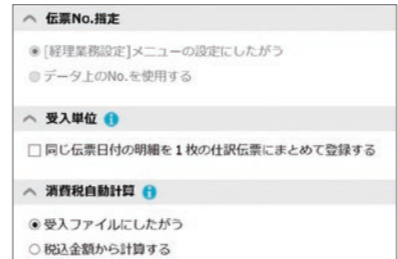 伝票No.指定
[経理業務設定]メニューの設定にしたがう
データ上のNo.を使用する
受入単位
同じ伝票日付の明細を1枚の仕訳伝票にまとめて登録する
消費税自動計算
受入ファイルにしたがう
税込金額から計算する